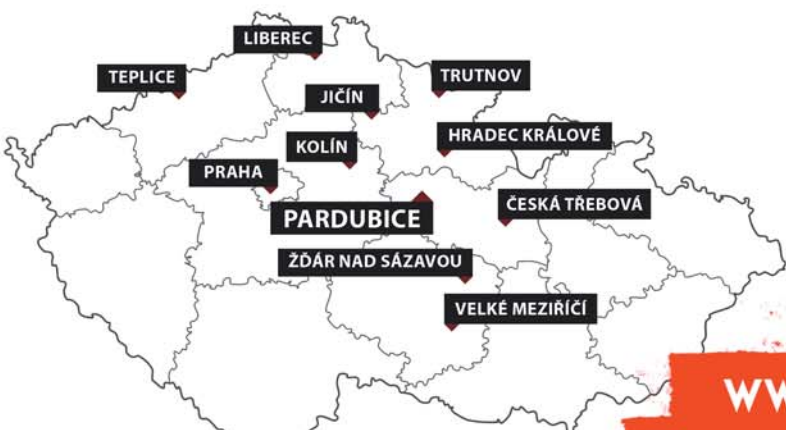 LIBEREC
TEPLICE
TRUTNOV
JIČÍN
HRADEC KRÁLOVÉ
KOLÍN
PRAHA
ČESKÁ TŘEBOVÁ
PARDUBICE
ŽĎÁR NAD SÁZAVOU
VELKÉ MEZIŘÍČÍ